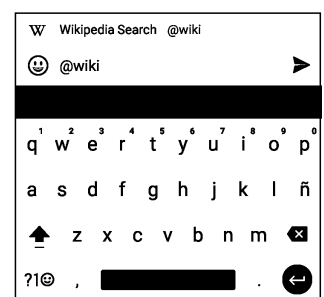 W Wikipedia Search @wiki
@wiki
1 2 3 4 5 6 7 8 9 0
q w e r t y u i o p
a s d f g h j k l ñ
z x c v b n m
?1☺ , .